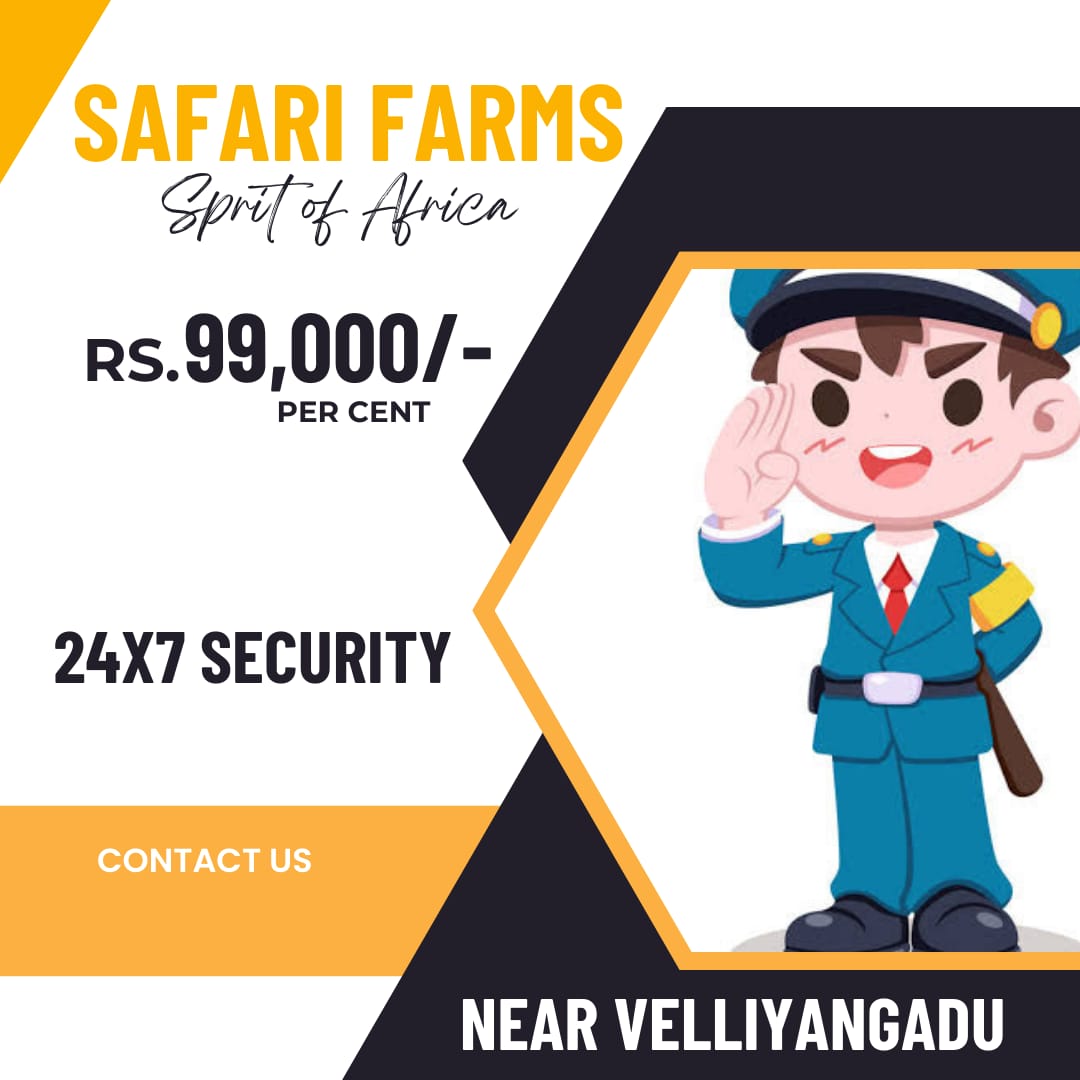 SAFARI FARMS
Sprit of Africa
RS.99,000/-
PER CENT
24X7 SECURITY
CONTACT US
NEAR VELLIYANGADU